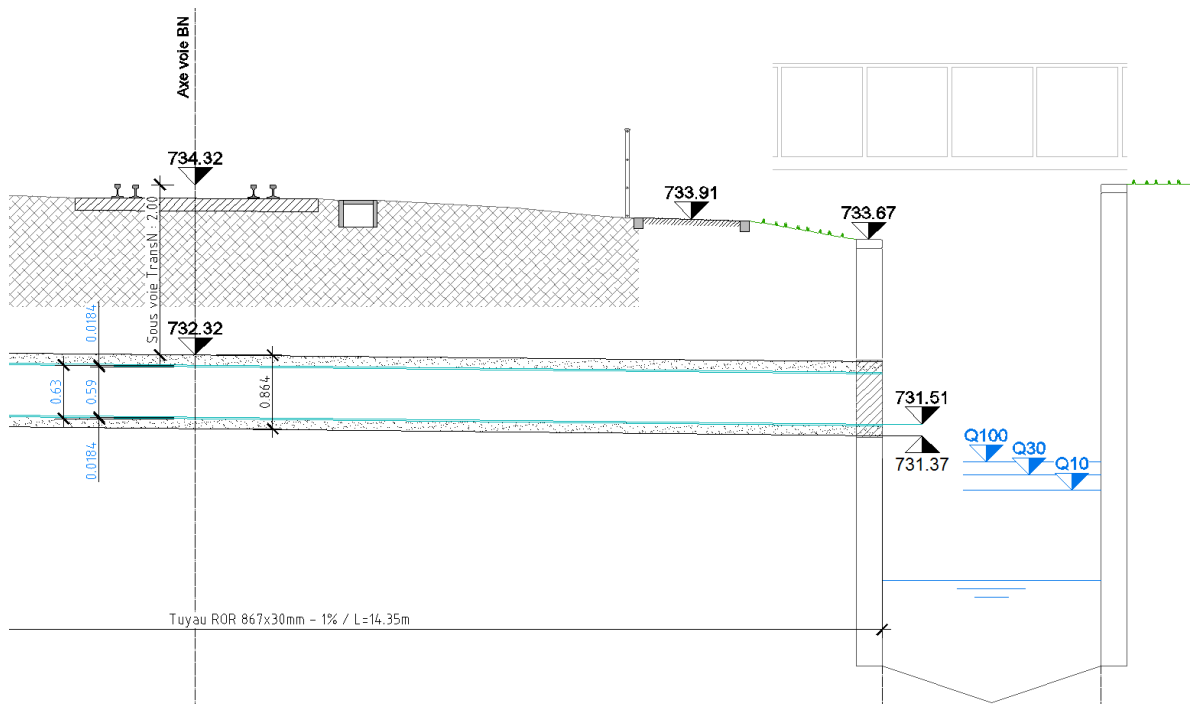 Axe voie BN
734.32
733.91
733.67
Sous voie TransN : 2.00
0.0184
732.32
0.63
0.59
0.864
0.0184
731.51
731.37
Q100
Q30
Q10
Tuyau ROR 867x30mm - 1% / L=14.35m